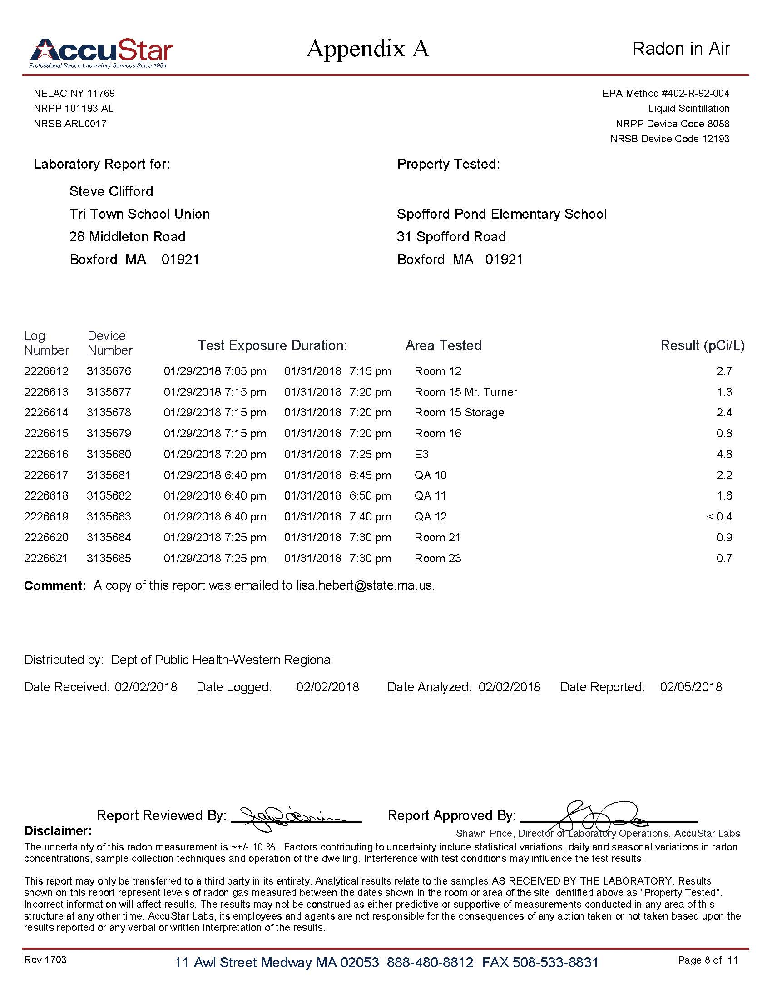 AccuStar
Professional Radon Laboratory Services Since 1984
Appendix A
Radon in Air
NELAC NY 11769
NRPP 101193 AL
NRSB ARL0017
EPA Method #402-R-92-004
Liquid Scintillation
NRPP Device Code 8088
NRSB Device Code 12193
Laboratory Report for:
Steve Clifford
Tri Town School Union
28 Middleton Road
Boxford MA 01921
Property Tested:
Spofford Pond Elementary School
31 Spofford Road
Boxford MA 01921
Log Number Device Number Test Exposure Duration: Area Tested Result (pCi/L)
2226612 3135676 01/29/2018 7:05 pm 01/31/2018 7:15 pm Room 12 2.7
2226613 3135677 01/29/2018 7:15 pm 01/31/2018 7:20 pm Room 15 Mr. Turner 1.3
2226614 3135678 01/29/2018 7:15 pm 01/31/2018 7:20 pm Room 15 Storage 2.4
2226615 3135679 01/29/2018 7:15 pm 01/31/2018 7:20 pm Room 16 0.8
2226616 3135680 01/29/2018 7:20 pm 01/31/2018 7:25 pm E3 4.8
2226617 3135681 01/29/2018 6:40 pm 01/31/2018 6:45 pm QA 10 2.2
2226618 3135682 01/29/2018 6:40 pm 01/31/2018 6:50 pm QA 11 1.6
2226619 3135683 01/29/2018 6:40 pm 01/31/2018 7:40 pm QA 12 < 0.4
2226620 3135684 01/29/2018 7:25 pm 01/31/2018 7:30 pm Room 21 0.9
2226621 3135685 01/29/2018 7:25 pm 01/31/2018 7:30 pm Room 23 0.7
Comment: A copy of this report was emailed to lisa.hebert@state.ma.us.
Distributed by: Dept of Public Health-Western Regional
Date Received: 02/02/2018 Date Logged: 02/02/2018 Date Analyzed: 02/02/2018 Date Reported: 02/05/2018
Report Reviewed By:
Report Approved By:
Shawn Price, Director of Laboratory Operations, AccuStar Labs
Disclaimer:
The uncertainty of this radon measurement is ~+/- 10 %. Factors contributing to uncertainty include statistical variations, daily and seasonal variations in radon
concentrations, sample collection techniques and operation of the dwelling. Interference with test conditions may influence the test results.
This report may only be transferred to a third party in its entirety. Analytical results relate to the samples AS RECEIVED BY THE LABORATORY. Results
shown on this report represent levels of radon gas measured between the dates shown in the room or area of the site identified above as "Property Tested".
Incorrect information will affect results. The results may not be construed as either predictive or supportive of measurements conducted in any area of this
structure at any other time. AccuStar Labs, its employees and agents are not responsible for the consequences of any action taken or not taken based upon the
results reported or any verbal or written interpretation of the results.
Rev 1703
11 Awl Street Medway MA 02053 888-480-8812 FAX 508-533-8831
Page 8 of 11